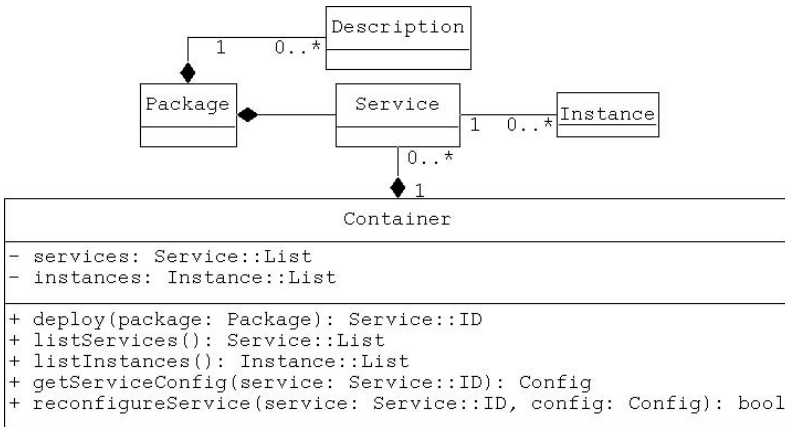 Description
1 0..*
Package
Service
Instance
1 0..*
0..*
1
Container
- services: Service::List
- instances: Instance::List
+ deploy(package: Package): Service::ID
+ listServices(): Service::List
+ listInstances(): Instance::List
+ getServiceConfig(service: Service::ID): Config
+ reconfigureService(service: Service::ID, config: Config): bool